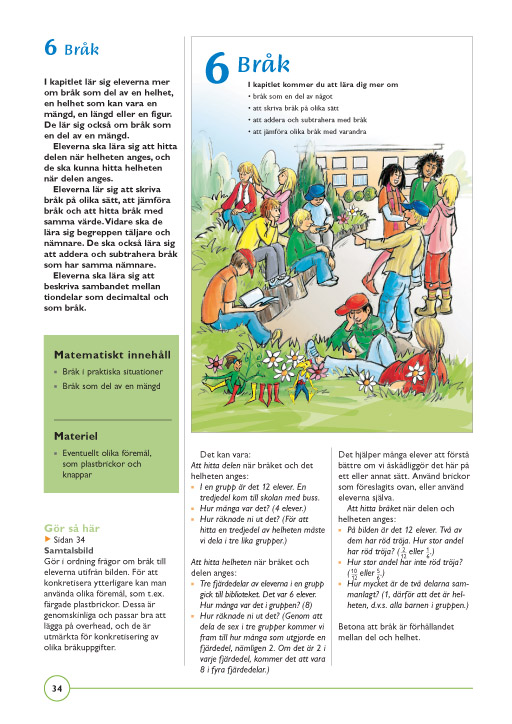 6 Bråk
I kapitlet lär sig eleverna mer
om bråk som del av en helhet,
en helhet som kan vara en
mängd, en längd eller en figur.
De lär sig också om bråk som
en del av en mängd.
Eleverna ska lära sig att hitta
delen när helheten anges, och
de ska kunna hitta helheten
när delen anges.
Eleverna lär sig att skriva
bråk på olika sätt, att jämföra
bråk och att hitta bråk med
samma värde. Vidare ska de
lära sig begreppen täljare och
nämnare. De ska också lära sig
att addera och subtrahera bråk
som har samma nämnare.
Eleverna ska lära sig att
beskriva sambandet mellan
tiondelar som decimaltal och
som bråk.
Matematiskt innehåll
• Bråk i praktiska situationer
• Bråk som del av en mängd
Materiel
• Eventuellt olika föremål,
som plastbrickor och
knappar
Gör så här
▶ Sidan 34
Samtalsbild
Gör i ordning frågor om bråk till
eleverna utifrån bilden. För att
konkretisera ytterligare kan man
använda olika föremål, som t.ex.
färgade plastbrickor. Dessa är
genomskinliga och passar bra att
lägga på overhead, och de är
utmärkta för konkretisering av
olika bråkuppgifter.
6 Bråk
I kapitlet kommer du att lära dig mer om
• bråk som en del av något
• att skriva bråk på olika sätt
• att addera och subtrahera med bråk
• att jämföra olika bråk med varandra
Det kan vara:
Att hitta delen när bråket och det
helheten anges:
• I en grupp är det 12 elever. En
tredjedel kom till skolan med buss.
• Hur många var det? (4 elever.)
• Hur räknade ni ut det? (För att
hitta en tredjedel av helheten måste
vi dela i tre lika grupper.)
Att hitta helheten när bråket och
delen anges:
• Tre fjärdedelar av eleverna i en grupp
gick till biblioteket. Det var 6 elever.
Hur många var det i gruppen? (8)
• Hur räknade ni ut det? (Genom att
dela de sex i tre grupper kommer vi
fram till hur många som utgjorde en
fjärdedel, nämligen 2. Om det är 2 i
varje fjärdedel, kommer det att vara
8 i fyra fjärdedelar.)
Det hjälper många elever att förstå
bättre om vi åskådliggör det här på
ett eller annat sätt. Använd brickor
som föreslagits ovan, eller använd
eleverna själva.
Att hitta bråket när delen och
helheten anges:
• På bilden är det 12 elever. Två av
dem har röd tröja. Hur stor andel
har röd tröja? (2/12 eller 1/6.)
• Hur stor andel har inte röd tröja?
(10/12 eller 5/6.)
• Hur mycket är de två delarna sam-
manlagt? (1, därför att det är hel-
heten, d.v.s. alla barnen i gruppen.)
Betona att bråk är förhållandet
mellan del och helhet.
34